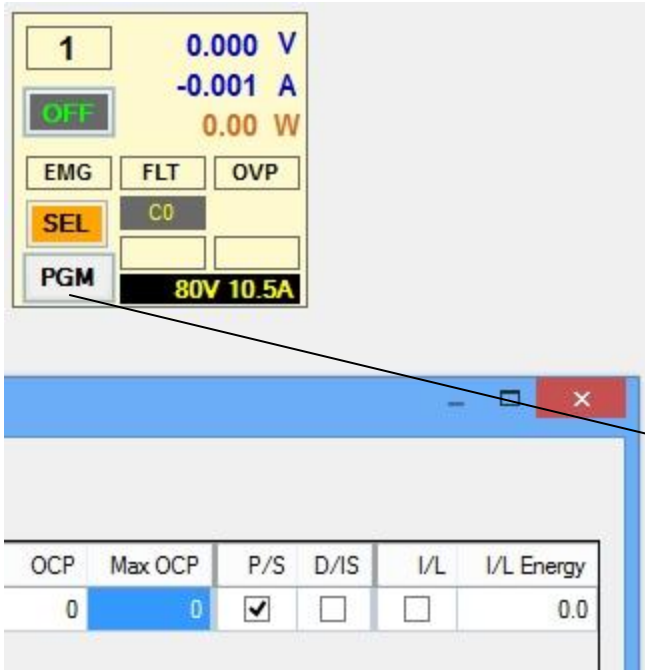 1 0.000 V
-0.001 A
OFF
0.00 W
EMG FLT OVP
SEL C0
PGM 80V 10.5A
OCP Max OCP P/S D/IS I/L I/L Energy
0 0 0.0